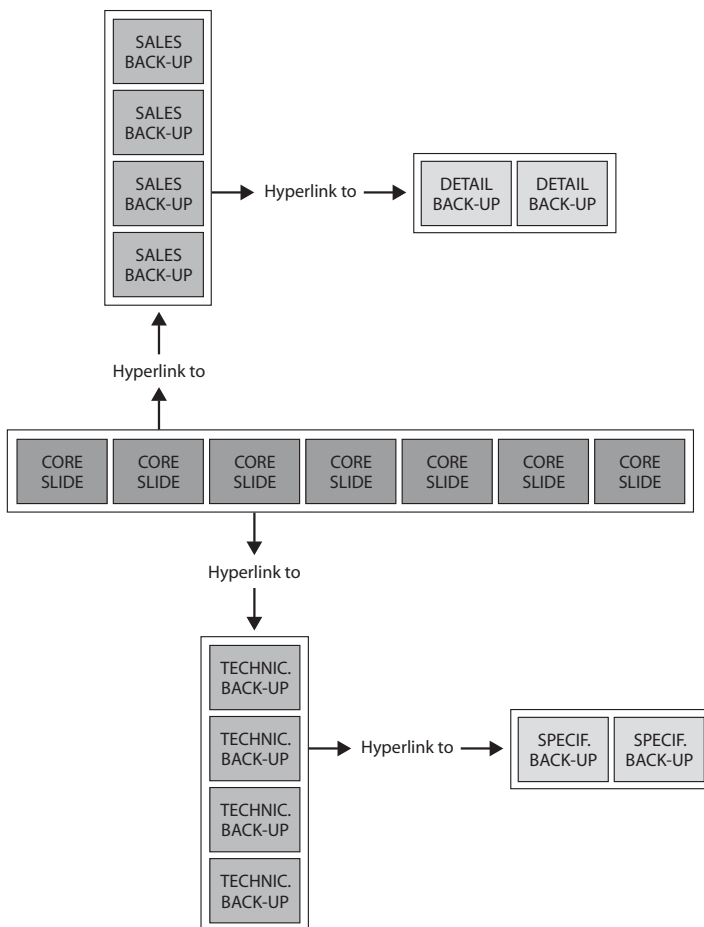 SALES
BACK-UP
SALES
BACK-UP
SALES
BACK-UP
SALES
BACK-UP
Hyperlink to
DETAIL
BACK-UP
DETAIL
BACK-UP
Hyperlink to
CORE
SLIDE
CORE
SLIDE
CORE
SLIDE
CORE
SLIDE
CORE
SLIDE
CORE
SLIDE
CORE
SLIDE
Hyperlink to
TECHNIC.
BACK-UP
TECHNIC.
BACK-UP
TECHNIC.
BACK-UP
TECHNIC.
BACK-UP
Hyperlink to
SPECIF.
BACK-UP
SPECIF.
BACK-UP